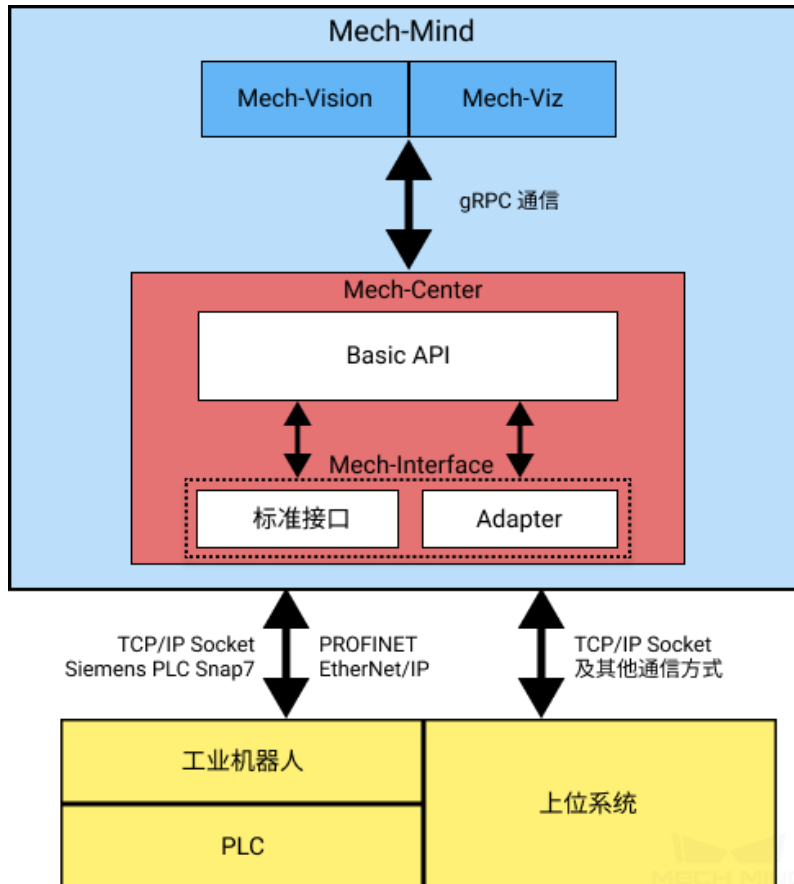 Mech-Mind
Mech-Vision
Mech-Viz
gRPC 通信
Mech-Center
Basic API
Mech-Interface
标准接口
Adapter
TCP/IP Socket
Siemens PLC Snap7
PROFINET
EtherNet/IP
TCP/IP Socket
及其他通信方式
工业机器人
PLC
上位系统
MECH MIND